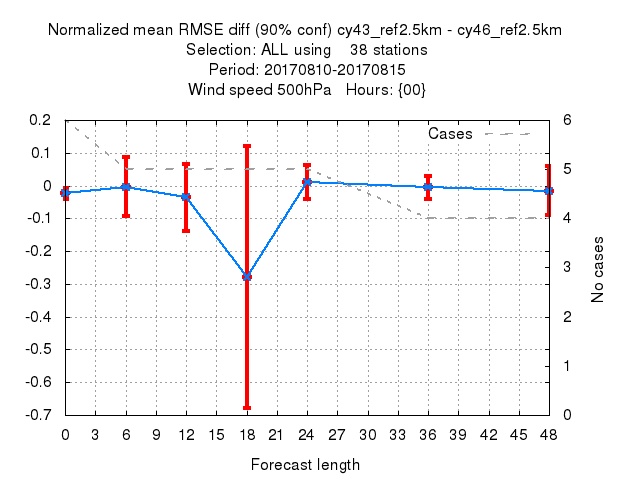 Normalized mean RMSE diff (90% conf) cy43_ref2.5km - cy46_ref2.5km
Selection: ALL using    38 stations
Period: 20170810-20170815
Wind speed 500hPa   Hours: {00}
Cases
0.2
0.1
0
-0.1
-0.2
-0.3
-0.4
-0.5
-0.6
-0.7
6
5
4
3
2
1
0
No cases
0 3 6 9 12 15 18 21 24 27 30 33 36 39 42 45 48
Forecast length